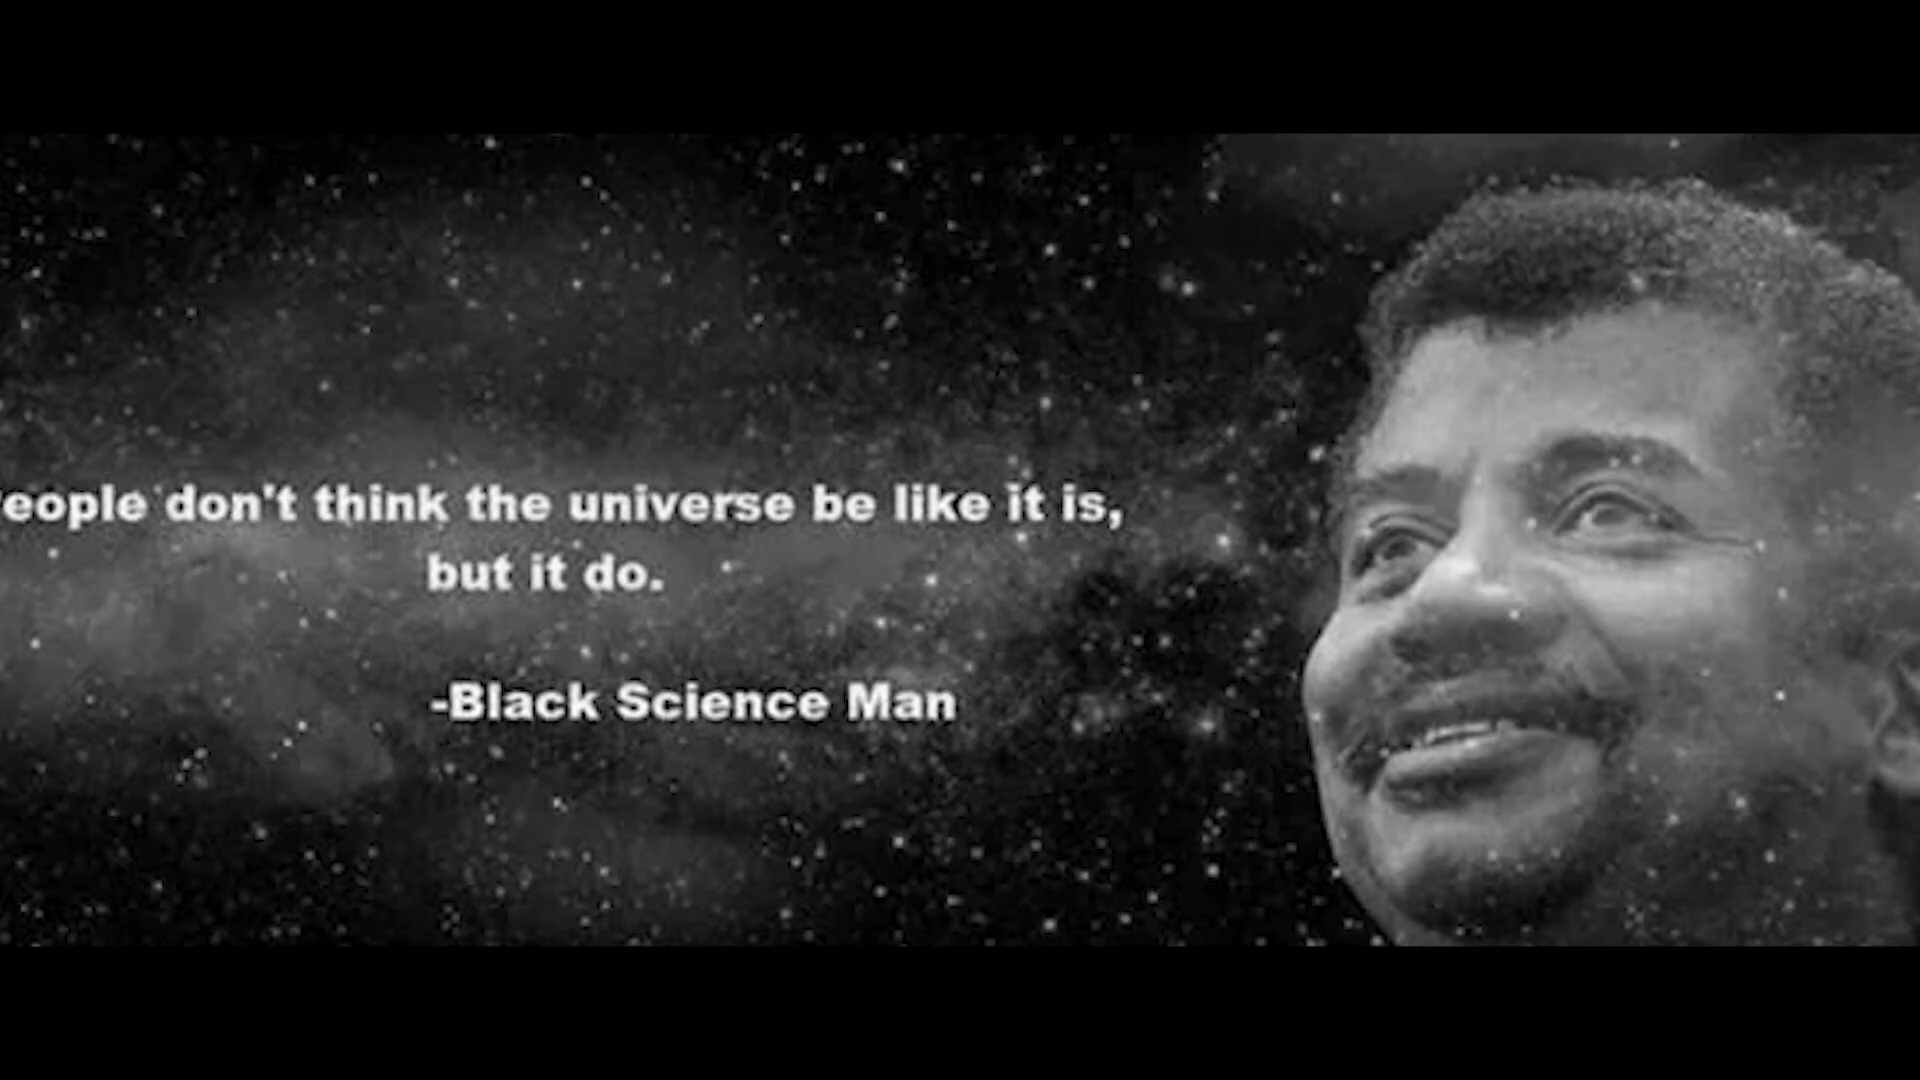 eople don't think the universe be like it is,
but it do.
-Black Science Man